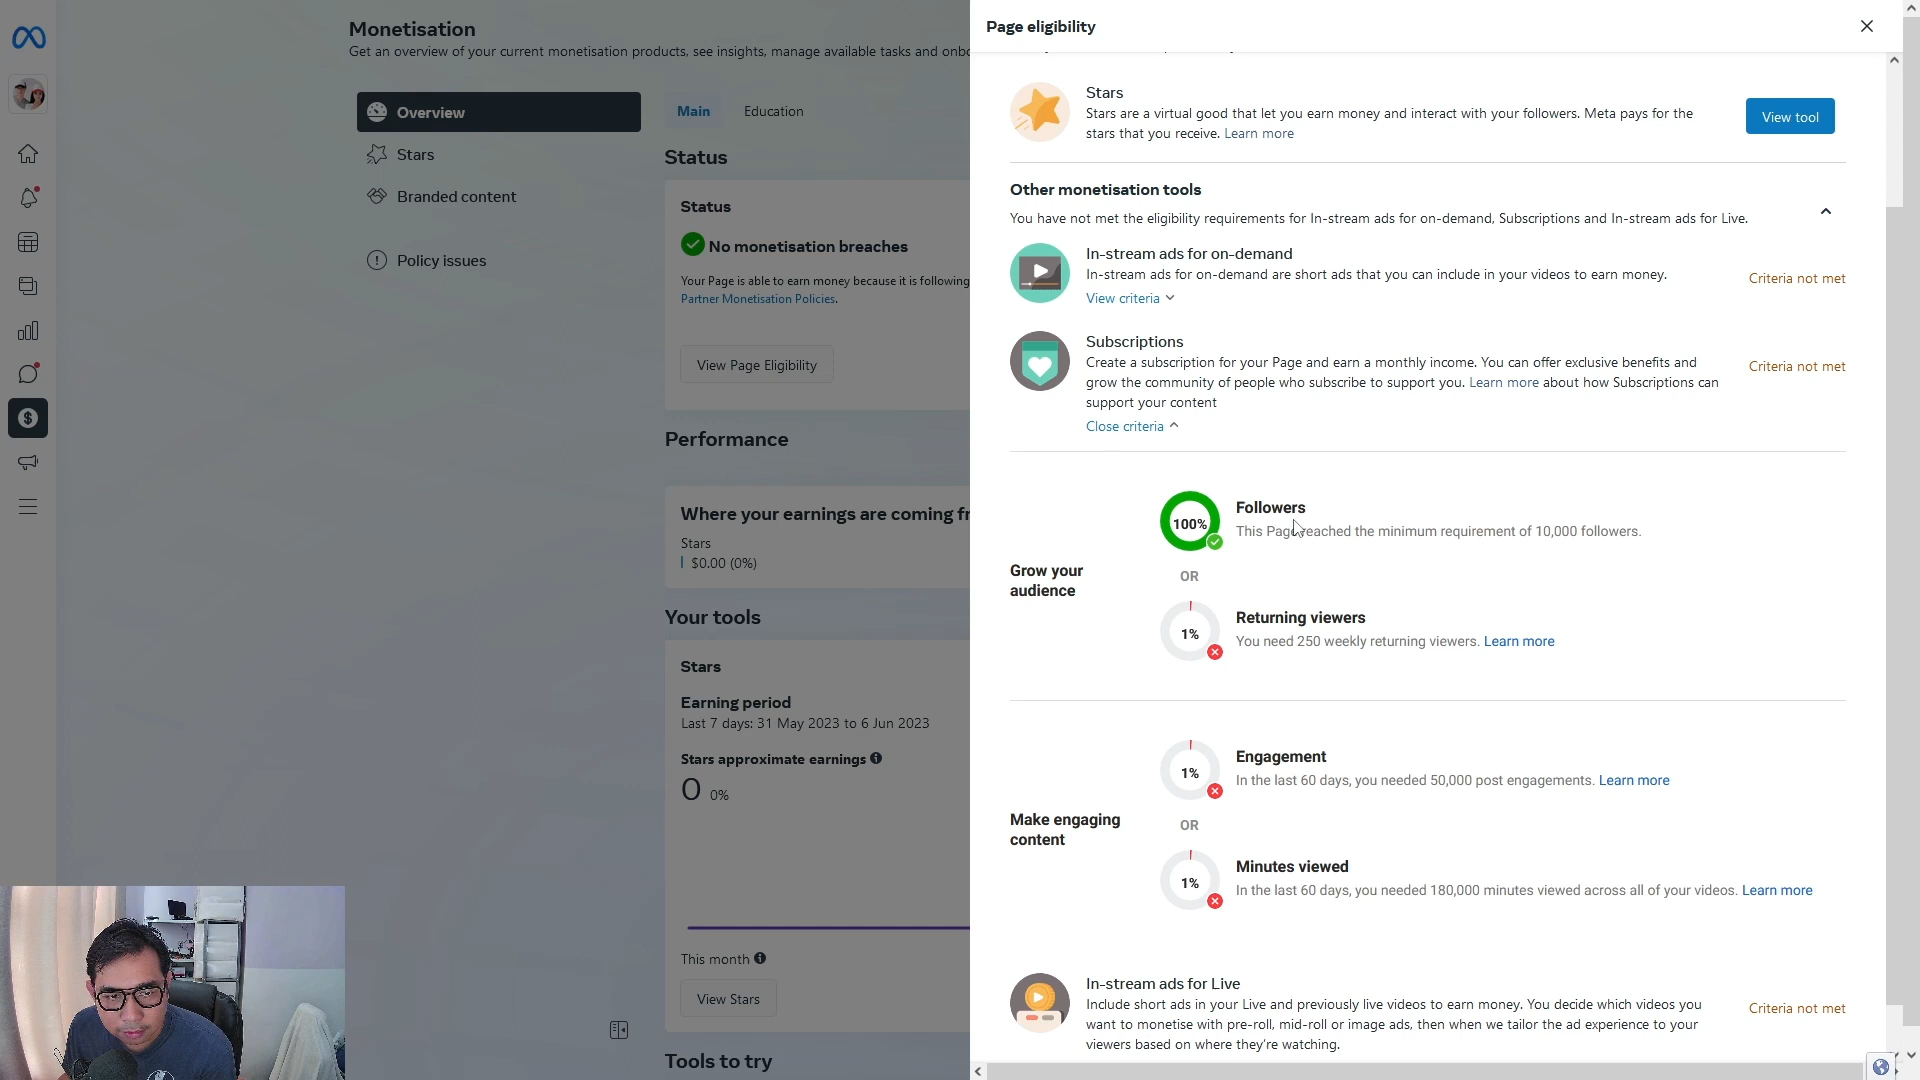 Monetisation
Get an overview of your current monetisation products, see insights, manage available tasks and onbo
Overview
Stars
Branded content
Policy issues
Main
Education
Status
Status
No monetisation breaches
Your Page is able to earn money because it is following
Partner Monetisation Policies.
View Page Eligibility
Performance
Where your earnings are coming fr
Stars
$0.00 (0%)
Your tools
Stars
Earning period
Last 7 days: 31 May 2023 to 6 Jun 2023
Stars approximate earnings
0 0%
This month
View Stars
Tools to try
Page eligibility
Stars
Stars are a virtual good that let you earn money and interact with your followers. Meta pays for the
stars that you receive. Learn more
View tool
Other monetisation tools
You have not met the eligibility requirements for In-stream ads for on-demand, Subscriptions and In-stream ads for Live.
In-stream ads for on-demand
In-stream ads for on-demand are short ads that you can include in your videos to earn money.
View criteria
Criteria not met
Subscriptions
Create a subscription for your Page and earn a monthly income. You can offer exclusive benefits and
grow the community of people who subscribe to support you. Learn more about how Subscriptions can
support your content
Close criteria
Criteria not met
Grow your
audience
100%
Followers
This Page reached the minimum requirement of 10,000 followers.
OR
1%
Returning viewers
You need 250 weekly returning viewers. Learn more
Make engaging
content
1%
Engagement
In the last 60 days, you needed 50,000 post engagements. Learn more
OR
1%
Minutes viewed
In the last 60 days, you needed 180,000 minutes viewed across all of your videos. Learn more
In-stream ads for Live
Include short ads in your Live and previously live videos to earn money. You decide which videos you
want to monetise with pre-roll, mid-roll or image ads, then when we tailor the ad experience to your
viewers based on where they're watching.
Criteria not met